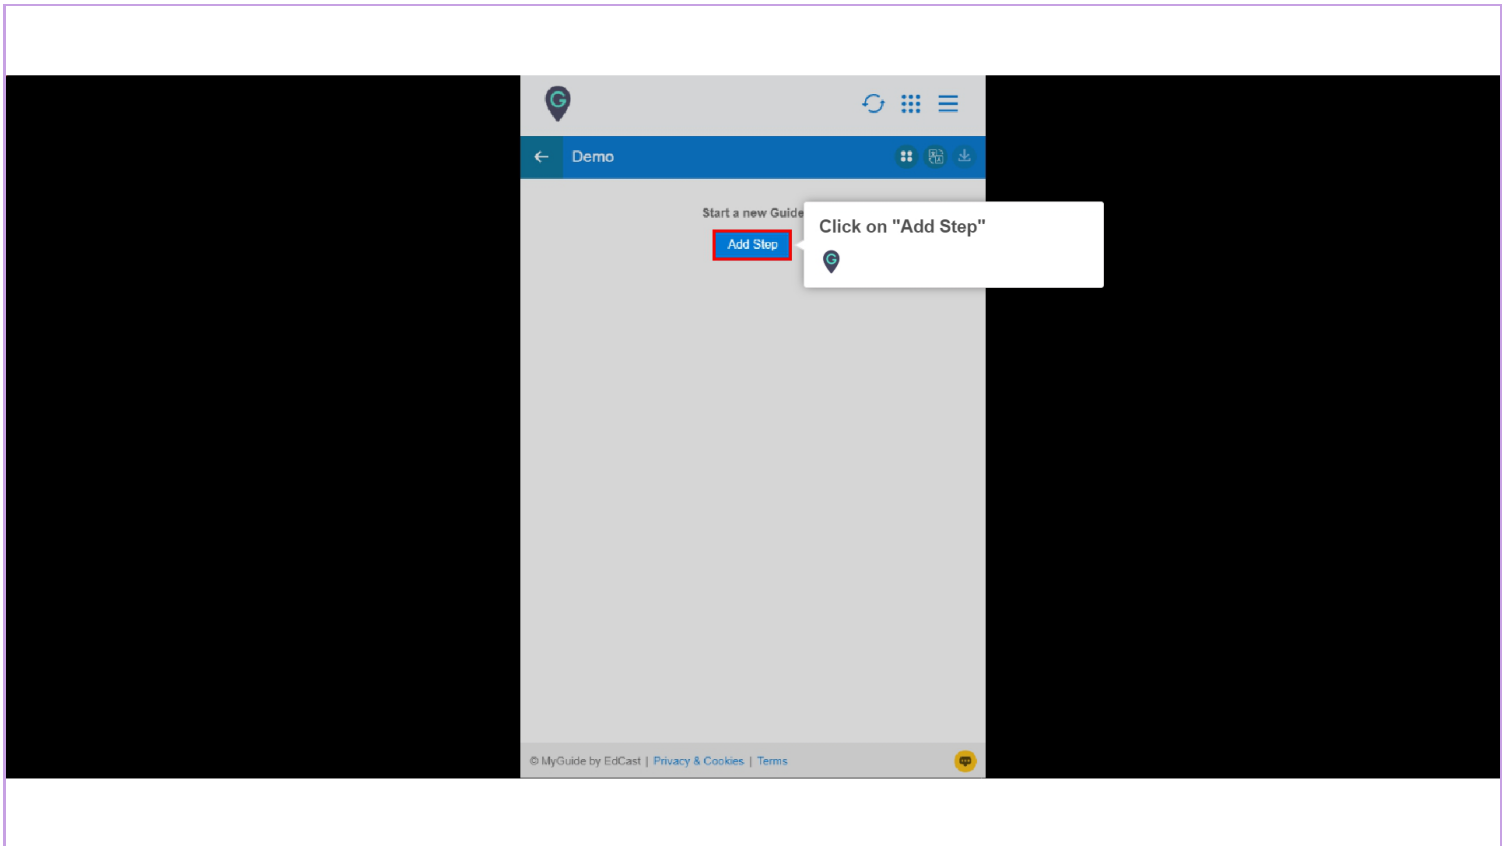 Demo
Start a new Guide
Add Step
Click on "Add Step"
© MyGuide by EdCast | Privacy & Cookies | Terms